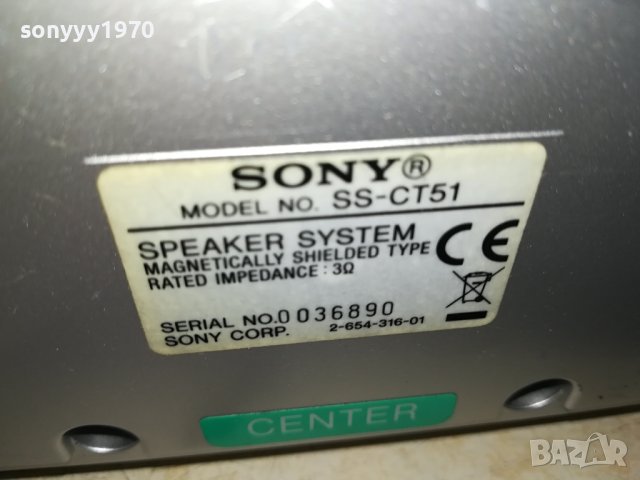 sonyyy1970
SONY®
MODEL NO. SS-CT51
SPEAKER SYSTEM
MAGNETICALLY SHIELDED TYPE
RATED IMPEDANCE : 3Ω
CE
SERIAL NO.0036890
SONY CORP. 2-654-316-01
CENTER
BAZAR